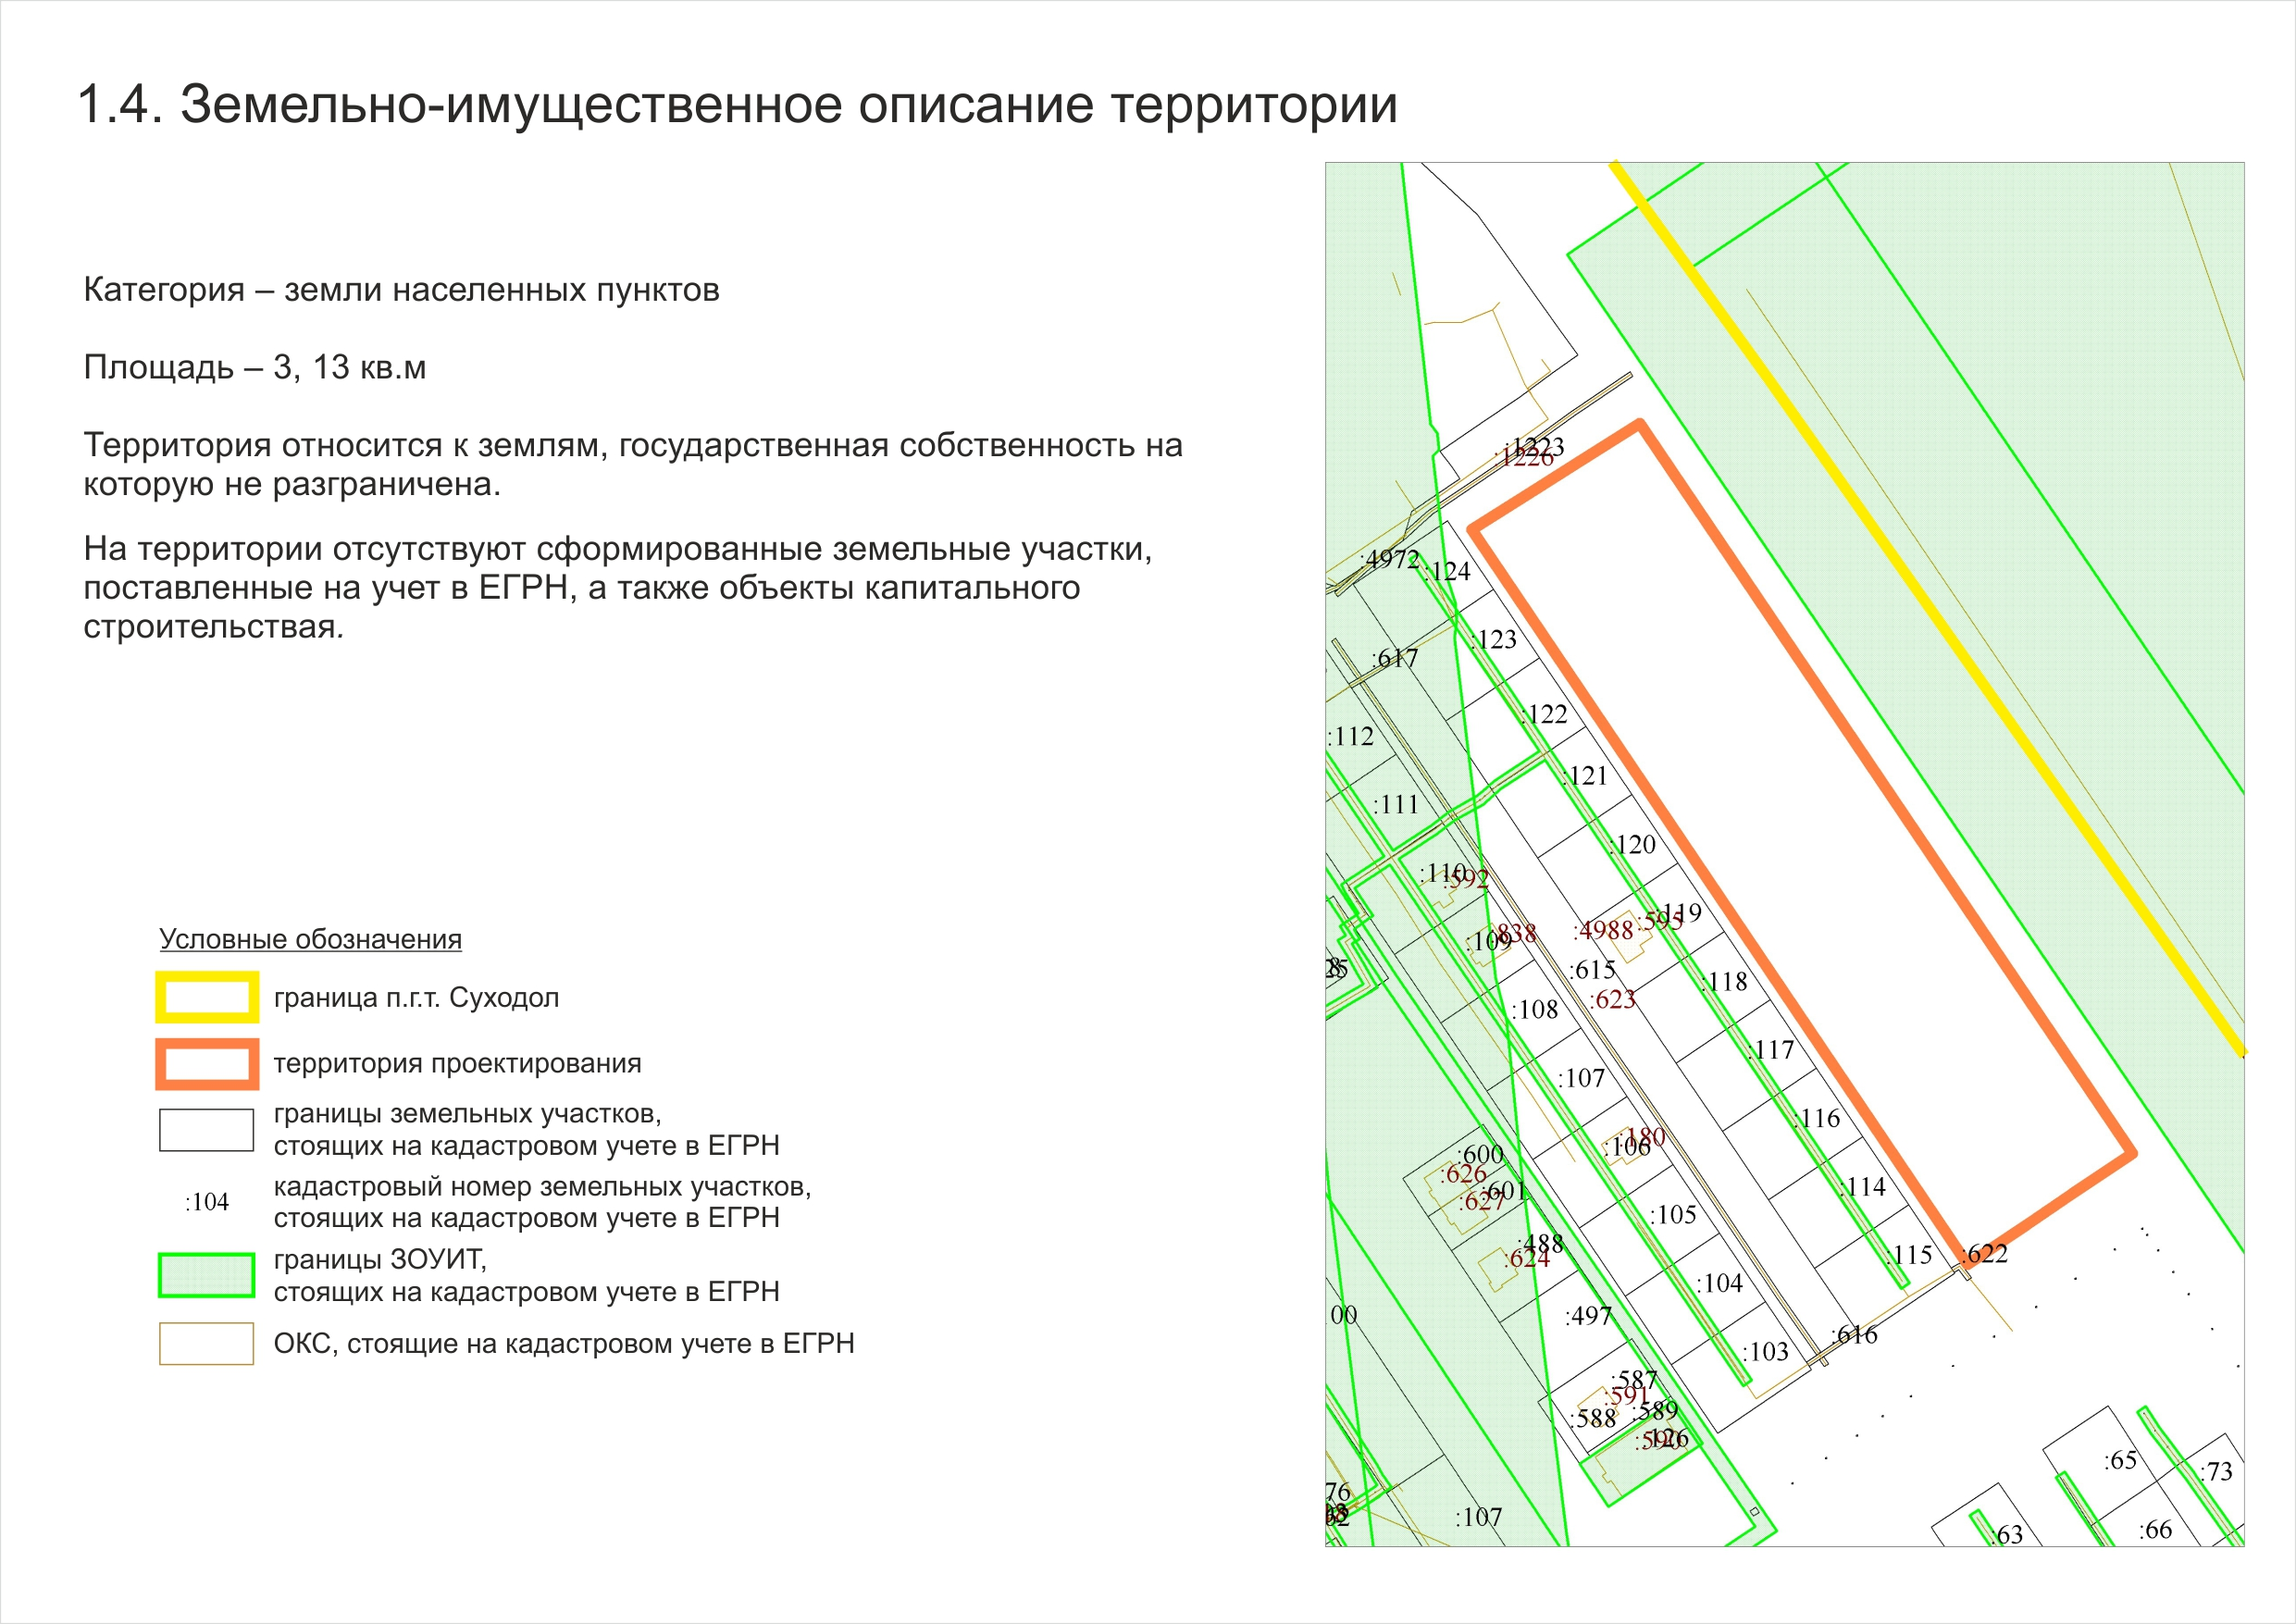 1.4. Земельно-имущественное описание территории
Категория – земли населенных пунктов
Площадь – 3, 13 кв.м
Территория относится к землям, государственная собственность на
которую не разграничена.
На территории отсутствуют сформированные земельные участки,
поставленные на учет в ЕГРН, а также объекты капитального
строительствая.
Условные обозначения
граница п.г.т. Суходол
территория проектирования
границы земельных участков,
стоящих на кадастровом учете в ЕГРН
:104
кадастровый номер земельных участков,
стоящих на кадастровом учете в ЕГРН
границы ЗОУИТ,
стоящих на кадастровом учете в ЕГРН
ОКС, стоящие на кадастровом учете в ЕГРН
:1223
:1226
:4972
:124
:123
:617
:122
:112
:121
:111
:120
:110
:592
:119
:595
:4988
:109
:838
:615
:118
:623
:108
:117
:107
:116
:180
:106
:600
:626
:601
:627
:114
:105
:488
:624
:115
:622
:104
:497
:616
:103
:587
:591
:589
:588
:590
:126
:65
:73
:107
:66
:63